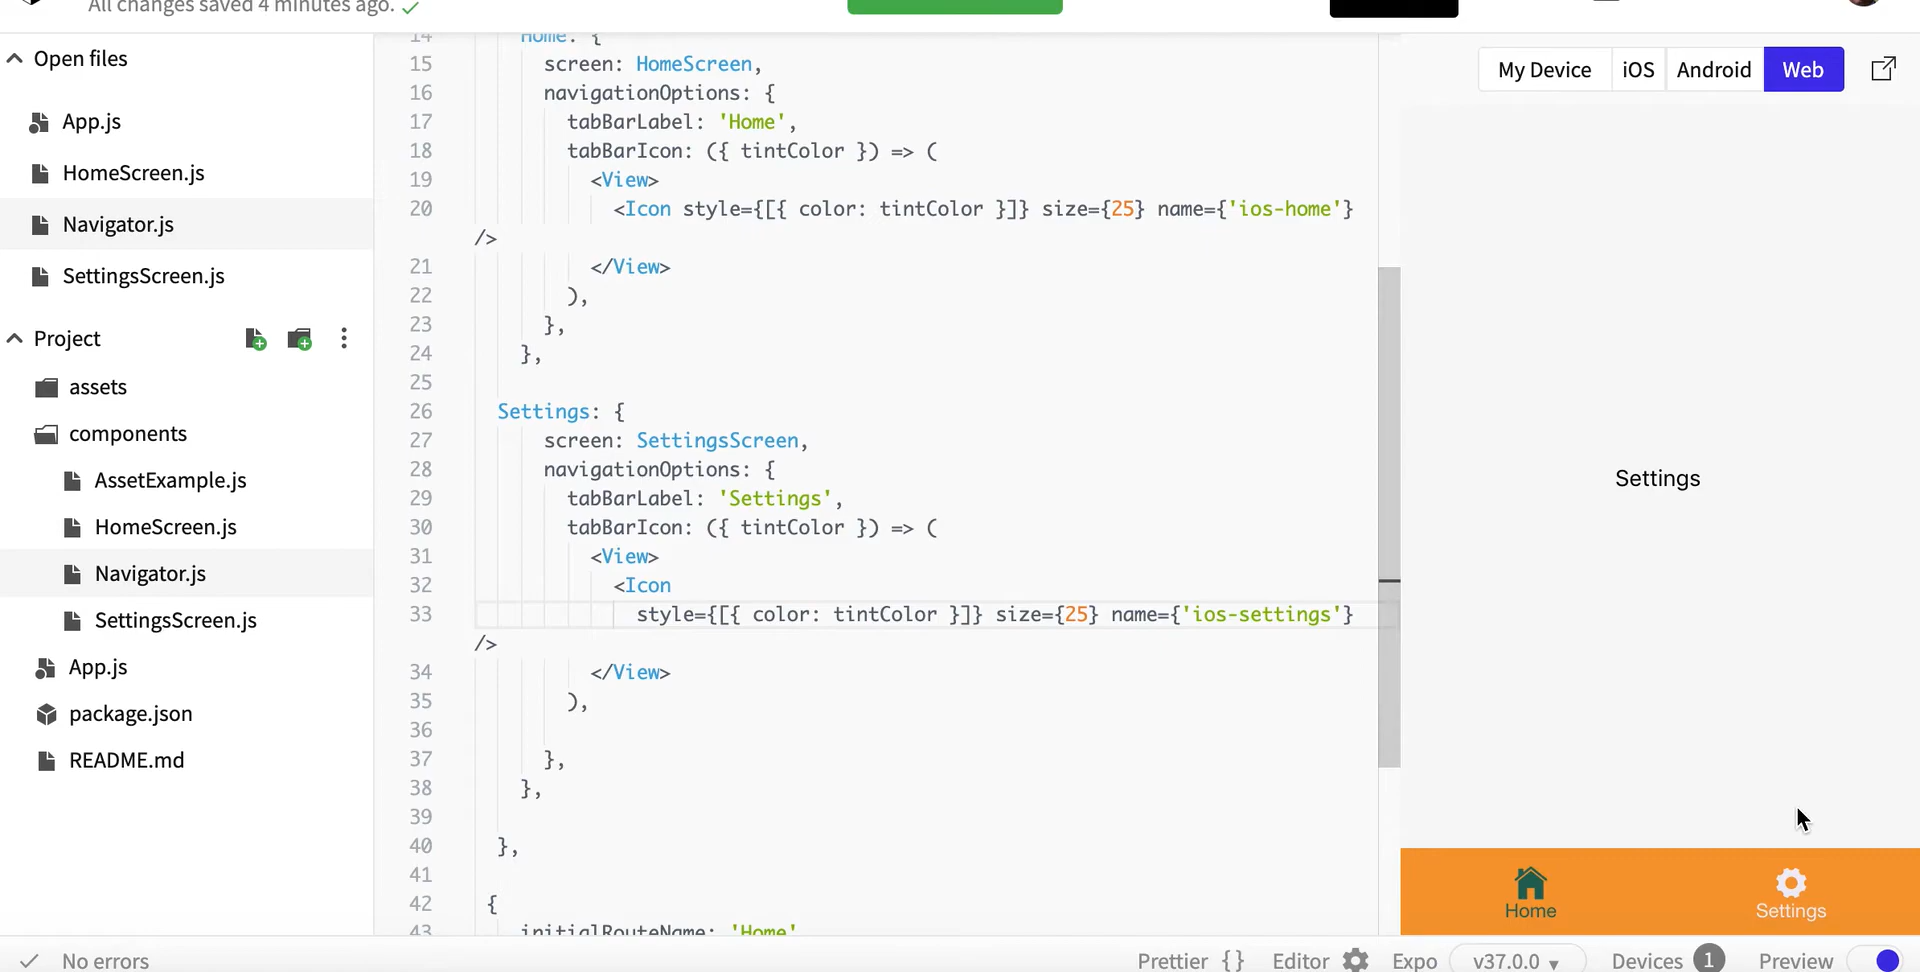 All changes saved 4 minutes ago.
Open files
App.js
HomeScreen.js
Navigator.js
SettingsScreen.js
Project
assets
components
AssetExample.js
HomeScreen.js
Navigator.js
SettingsScreen.js
App.js
package.json
README.md
14 Home: {
15 screen: HomeScreen,
16 navigationOptions: {
17 tabBarLabel: 'Home',
18 tabBarIcon: ({ tintColor }) => (
19 <View>
20 <Icon style={[{ color: tintColor }]} size={25} name={'ios-home'}
/>
21 </View>
22 ),
23 },
24 },
25
26 Settings: {
27 screen: SettingsScreen,
28 navigationOptions: {
29 tabBarLabel: 'Settings',
30 tabBarIcon: ({ tintColor }) => (
31 <View>
32 <Icon
33 style={[{ color: tintColor }]} size={25} name={'ios-settings'}
/>
34 </View>
35 ),
36
37 },
38 },
39
40 },
41
42 {
43 initialRouteName: 'Home'
My Device iOS Android Web
Settings
Home Settings
No errors Prettier {} Editor Expo v37.0.0 Devices 1 Preview